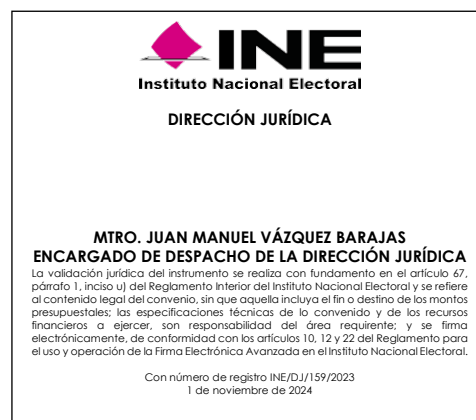 INE
Instituto Nacional Electoral
DIRECCIÓN JURÍDICA
MTRO. JUAN MANUEL VÁZQUEZ BARAJAS
ENCARGADO DE DESPACHO DE LA DIRECCIÓN JURÍDICA
La validación jurídica del instrumento se realiza con fundamento en el artículo 67,
párrafo 1, inciso u) del Reglamento Interior del Instituto Nacional Electoral y se refiere
al contenido legal del convenio, sin que aquella incluya el fin o destino de los montos
presupuestales; las especificaciones técnicas de lo convenido y de los recursos
financieros a ejercer, son responsabilidad del área requirente; y se firma
electrónicamente, de conformidad con los artículos 10, 12 y 22 del Reglamento para
el uso y operación de la Firma Electrónica Avanzada en el Instituto Nacional Electoral.
Con número de registro INE/DJ/159/2023
1 de noviembre de 2024